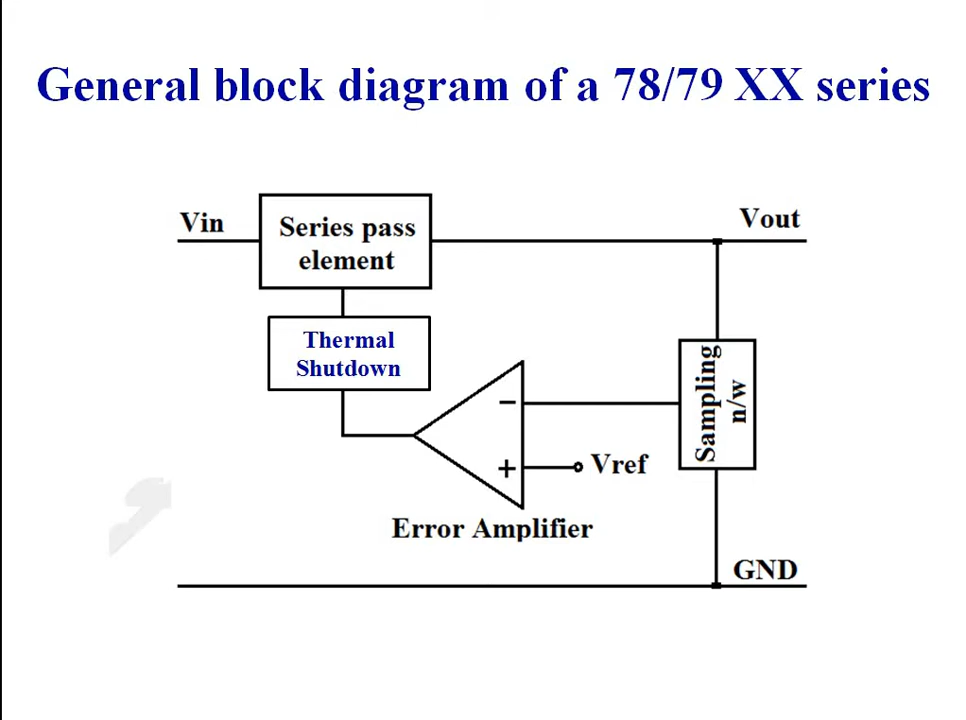 General block diagram of a 78/79 XX series
Vin
Series pass
element
Vout
Thermal
Shutdown
Sampling
n/w
−
+
Vref
Error Amplifier
GND